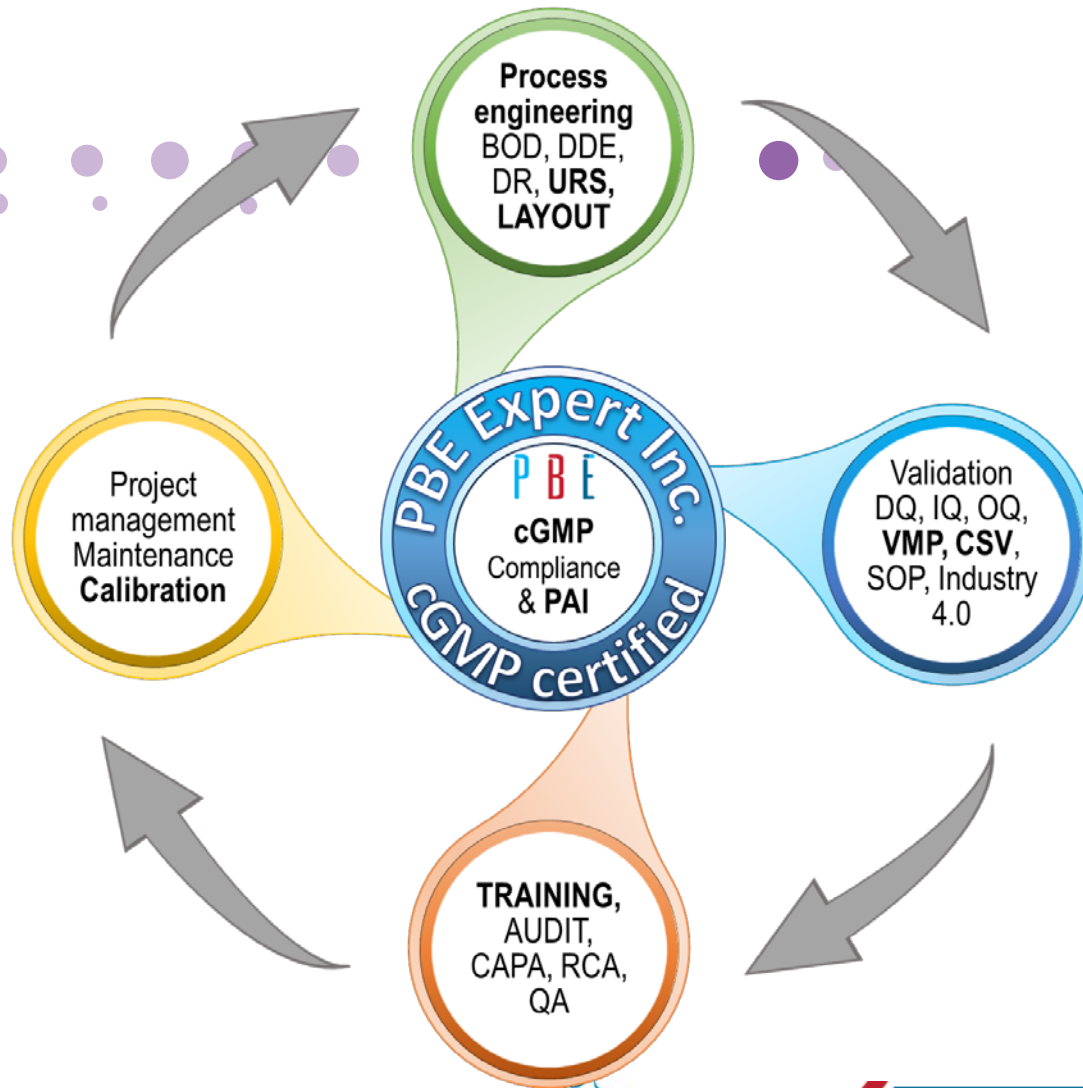 Process
engineering
BOD, DDE,
DR, URS,
LAYOUT
PBE Expert Inc.
PBE
cGMP
Compliance
& PAI
cGMP certified
Project
management
Maintenance
Calibration
Validation
DQ, IQ, OQ,
VMP, CSV,
SOP, Industry
4.0
TRAINING,
AUDIT,
CAPA, RCA,
QA